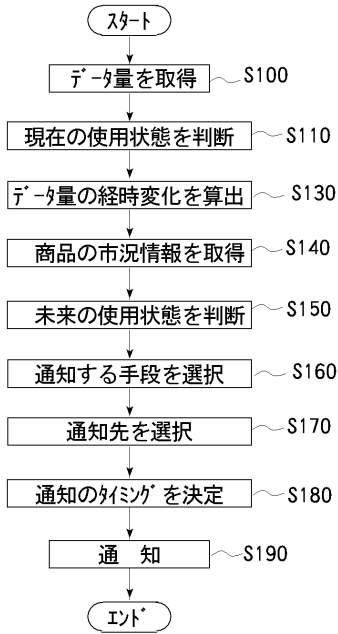 ｽﾀｰﾄ
ﾃﾞｰﾀ量を取得 S100
現在の使用状態を判断 S110
ﾃﾞｰﾀ量の経時変化を算出 S130
商品の市況情報を取得 S140
未来の使用状態を判断 S150
通知する手段を選択 S160
通知先を選択 S170
通知のﾀｲﾐﾝｸﾞを決定 S180
通　知 S190
ｴﾝﾄﾞ